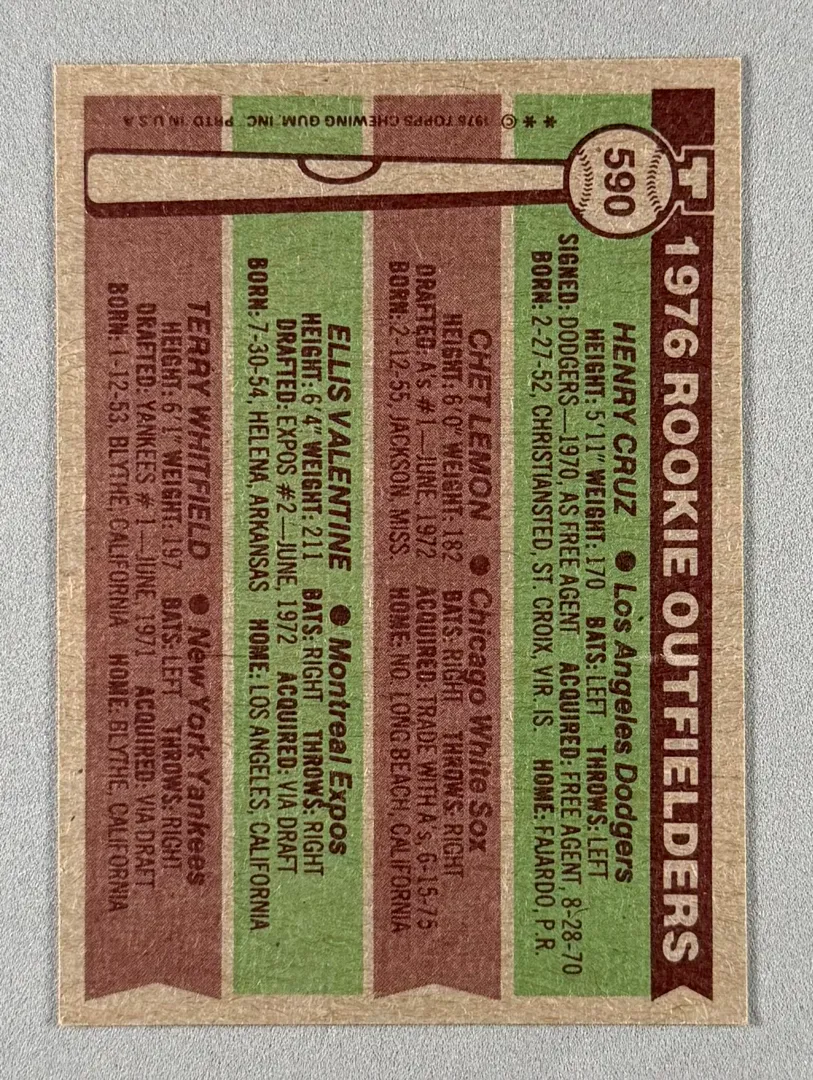 T
590
1976 ROOKIE OUTFIELDERS
HENRY CRUZ ● Los Angeles Dodgers
HEIGHT: 5'11" WEIGHT: 170 BATS: LEFT THROWS: LEFT
SIGNED: DODGERS—1970, AS FREE AGENT ACQUIRED: FREE AGENT, 8-28-70
BORN: 2-27-52, CHRISTIANSTED, ST CROIX, VIR. IS. HOME: FAJARDO, P.R.
CHET LEMON ● Chicago White Sox
HEIGHT: 6'0" WEIGHT: 182 BATS: RIGHT THROWS: RIGHT
DRAFTED: A's #1—JUNE, 1972 ACQUIRED: TRADE WITH A's, 6-15-75
BORN: 2-12-55, JACKSON, MISS. HOME: NO. LONG BEACH, CALIFORNIA
ELLIS VALENTINE ● Montreal Expos
HEIGHT: 6'4" WEIGHT: 211 BATS: RIGHT THROWS: RIGHT
DRAFTED: EXPOS #2—JUNE, 1972 ACQUIRED: VIA DRAFT
BORN: 7-30-54, HELENA, ARKANSAS HOME: LOS ANGELES, CALIFORNIA
TERRY WHITFIELD ● New York Yankees
HEIGHT: 6'1" WEIGHT: 197 BATS: LEFT THROWS: RIGHT
DRAFTED: YANKEES #1—JUNE, 1971 ACQUIRED: VIA DRAFT
BORN: 1-12-53, BLYTHE, CALIFORNIA HOME: BLYTHE, CALIFORNIA
** © 1976 TOPPS CHEWING GUM, INC. PRTD. IN U.S.A.